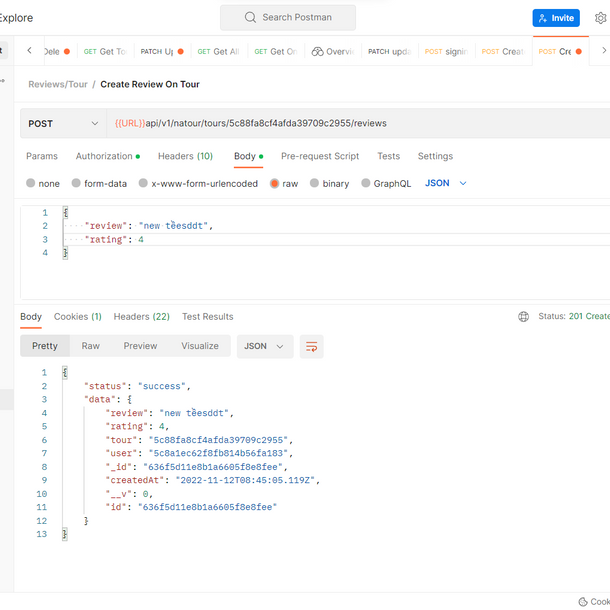 Explore Search Postman Invite
Dele GET Get To PATCH Up GET Get Al GET Get On Overvi PATCH upda POST signin POST Creat POST Cre
Reviews/Tour / Create Review On Tour
POST {{URL}}api/v1/natour/tours/5c88fa8cf4afda39709c2955/reviews
Params Authorization Headers (10) Body Pre-request Script Tests Settings
none form-data x-www-form-urlencoded raw binary GraphQL JSON
1 {
2 "review": "new tềesddt",
3 "rating": 4
4 }
Body Cookies (1) Headers (22) Test Results Status: 201 Create
Pretty Raw Preview Visualize JSON
1 {
2 "status": "success",
3 "data": {
4 "review": "new tềesddt",
5 "rating": 4,
6 "tour": "5c88fa8cf4afda39709c2955",
7 "user": "5c8a1ec62f8fb814b56fa183",
8 "_id": "636f5d11e8b1a6605f8e8fee",
9 "createdAt": "2022-11-12T08:45:05.119Z",
10 "__v": 0,
11 "id": "636f5d11e8b1a6605f8e8fee"
12 }
13 }
Cook